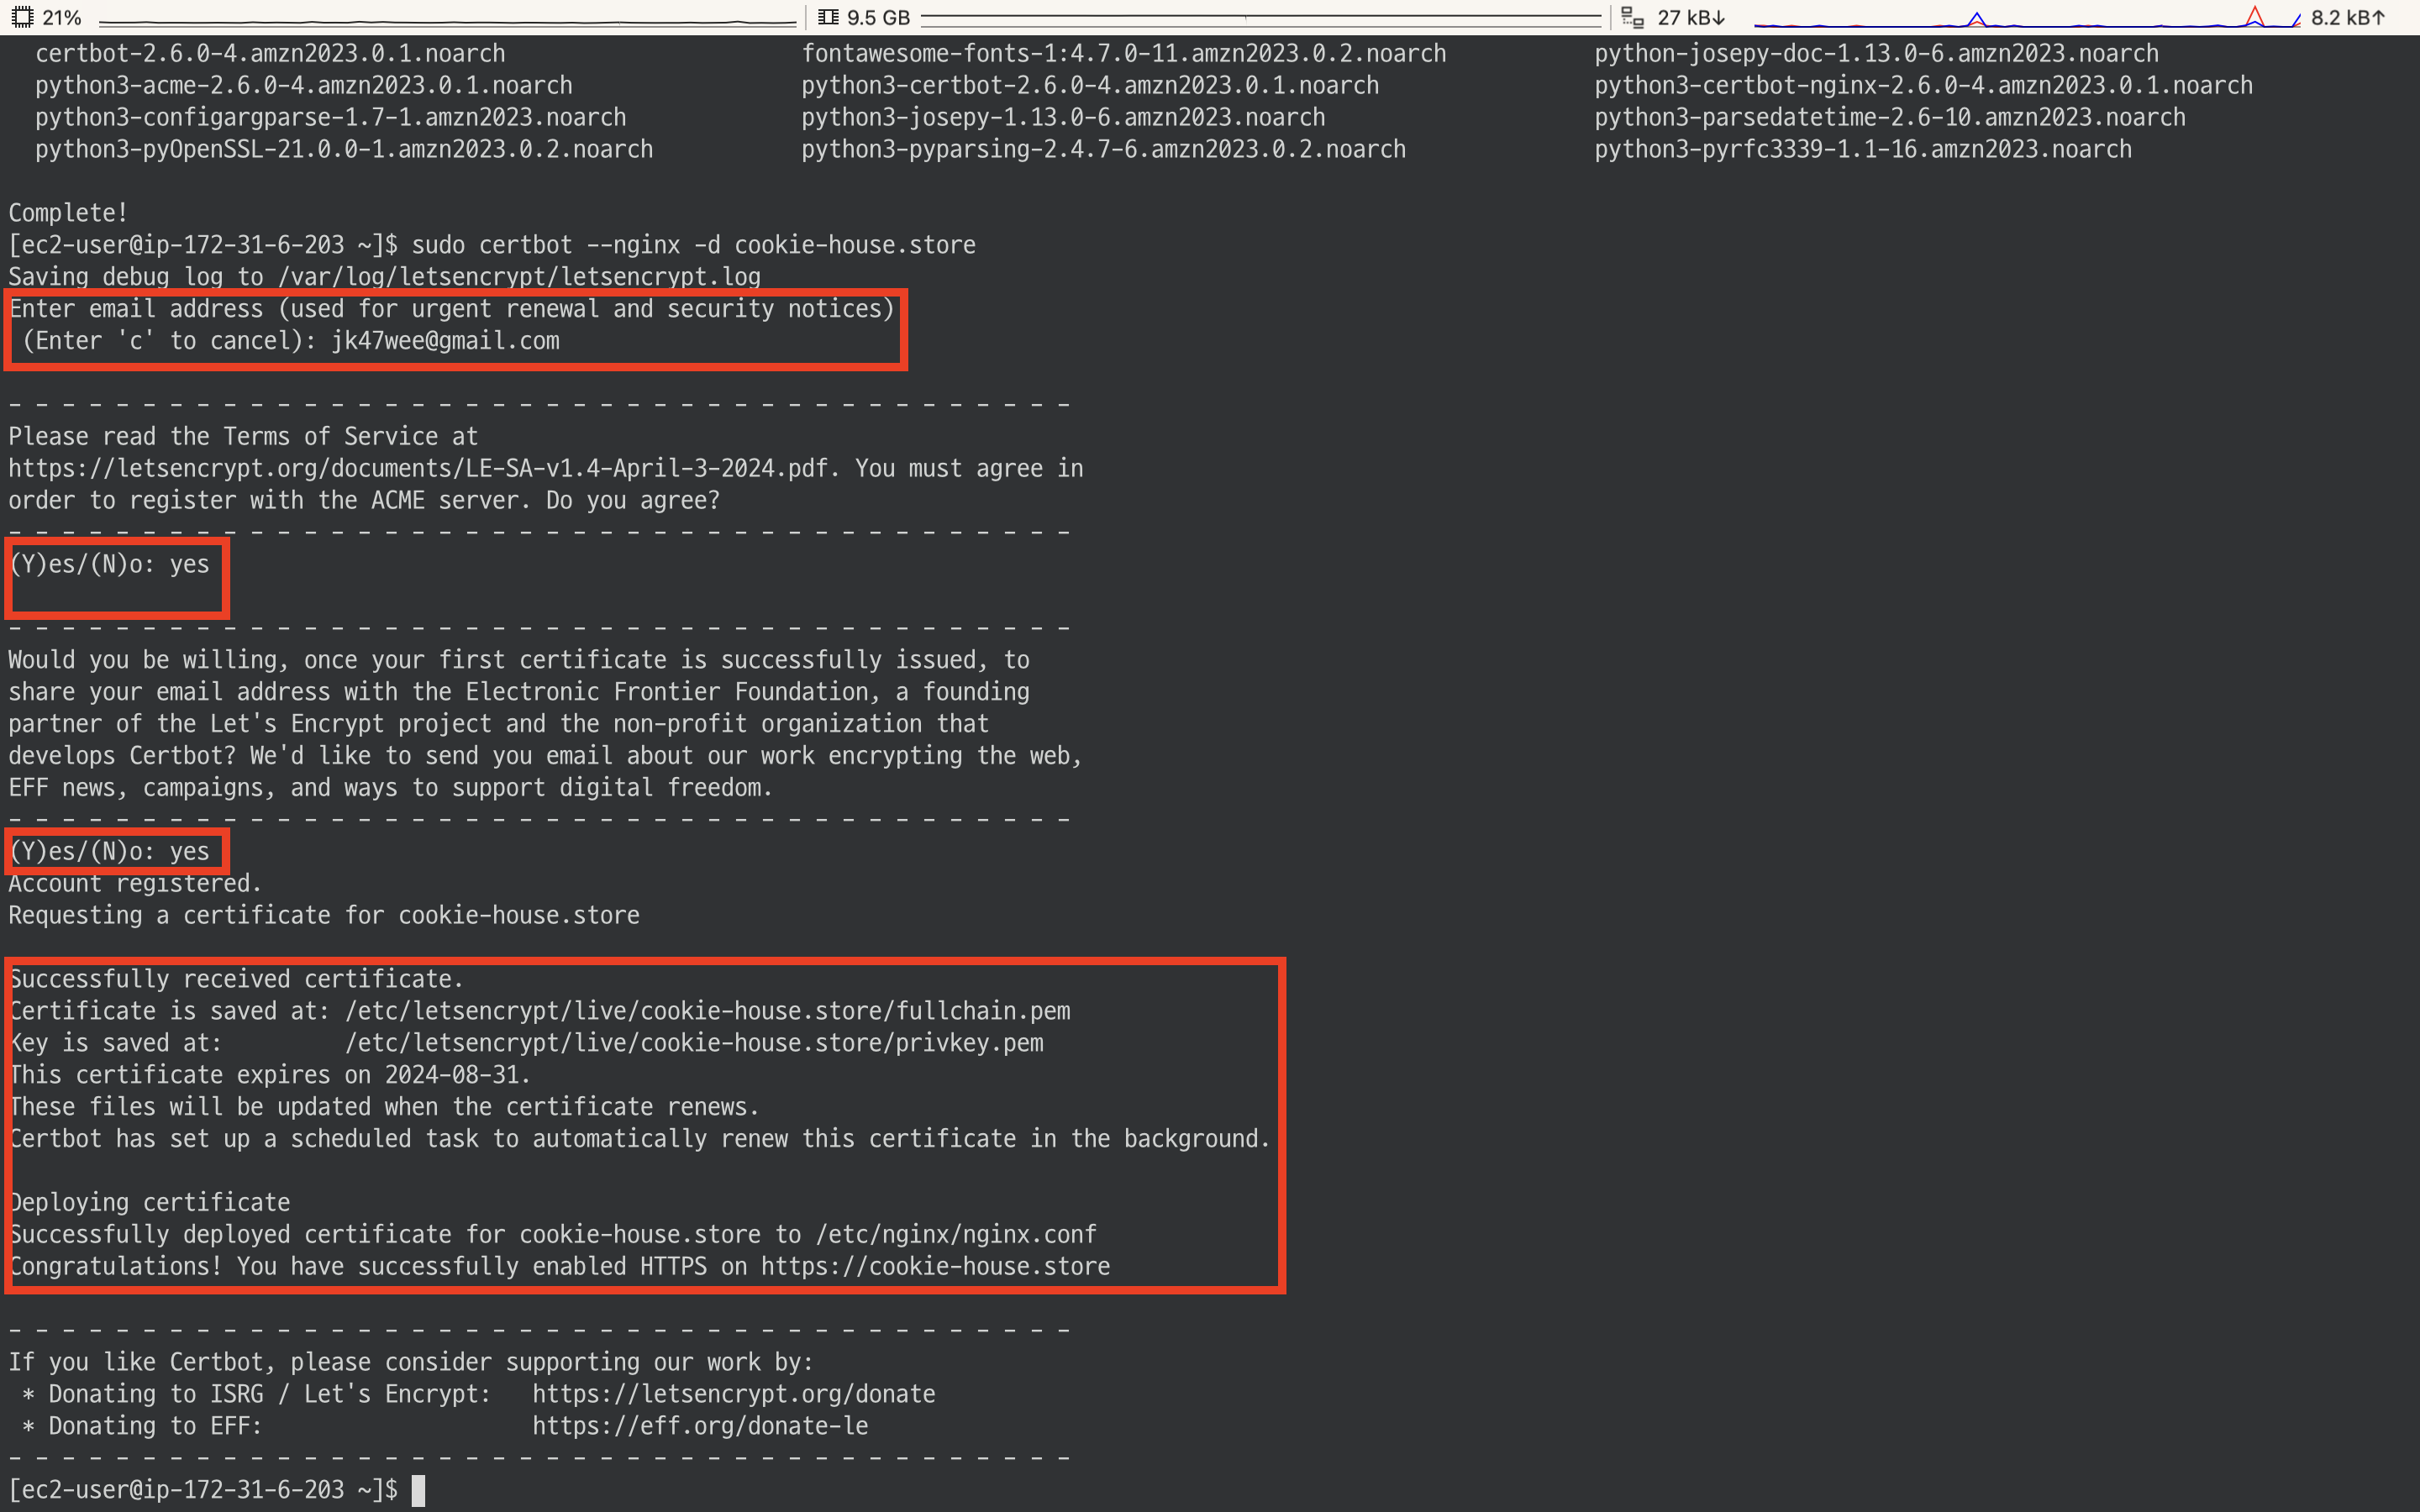 21% 9.5 GB 27 kB↓ 8.2 kB↑
certbot-2.6.0-4.amzn2023.0.1.noarch fontawesome-fonts-1:4.7.0-11.amzn2023.0.2.noarch python-josepy-doc-1.13.0-6.amzn2023.noarch
python3-acme-2.6.0-4.amzn2023.0.1.noarch python3-certbot-2.6.0-4.amzn2023.0.1.noarch python3-certbot-nginx-2.6.0-4.amzn2023.0.1.noarch
python3-configargparse-1.7-1.amzn2023.noarch python3-josepy-1.13.0-6.amzn2023.noarch python3-parsedatetime-2.6-10.amzn2023.noarch
python3-pyOpenSSL-21.0.0-1.amzn2023.0.2.noarch python3-pyparsing-2.4.7-6.amzn2023.0.2.noarch python3-pyrfc3339-1.1-16.amzn2023.noarch
Complete!
[ec2-user@ip-172-31-6-203 ~]$ sudo certbot --nginx -d cookie-house.store
Saving debug log to /var/log/letsencrypt/letsencrypt.log
Enter email address (used for urgent renewal and security notices)
(Enter 'c' to cancel): jk47wee@gmail.com
- - - - - - - - - - - - - - - - - - - - - - - - - - - - - - - - - - - - - - - -
Please read the Terms of Service at
https://letsencrypt.org/documents/LE-SA-v1.4-April-3-2024.pdf. You must agree in
order to register with the ACME server. Do you agree?
- - - - - - - - - - - - - - - - - - - - - - - - - - - - - - - - - - - - - - - -
(Y)es/(N)o: yes
- - - - - - - - - - - - - - - - - - - - - - - - - - - - - - - - - - - - - - - -
Would you be willing, once your first certificate is successfully issued, to
share your email address with the Electronic Frontier Foundation, a founding
partner of the Let's Encrypt project and the non-profit organization that
develops Certbot? We'd like to send you email about our work encrypting the web,
EFF news, campaigns, and ways to support digital freedom.
- - - - - - - - - - - - - - - - - - - - - - - - - - - - - - - - - - - - - - - -
(Y)es/(N)o: yes
Account registered.
Requesting a certificate for cookie-house.store
Successfully received certificate.
Certificate is saved at: /etc/letsencrypt/live/cookie-house.store/fullchain.pem
Key is saved at: /etc/letsencrypt/live/cookie-house.store/privkey.pem
This certificate expires on 2024-08-31.
These files will be updated when the certificate renews.
Certbot has set up a scheduled task to automatically renew this certificate in the background.
Deploying certificate
Successfully deployed certificate for cookie-house.store to /etc/nginx/nginx.conf
Congratulations! You have successfully enabled HTTPS on https://cookie-house.store
- - - - - - - - - - - - - - - - - - - - - - - - - - - - - - - - - - - - - - - -
If you like Certbot, please consider supporting our work by:
* Donating to ISRG / Let's Encrypt: https://letsencrypt.org/donate
* Donating to EFF: https://eff.org/donate-le
- - - - - - - - - - - - - - - - - - - - - - - - - - - - - - - - - - - - - - - -
[ec2-user@ip-172-31-6-203 ~]$